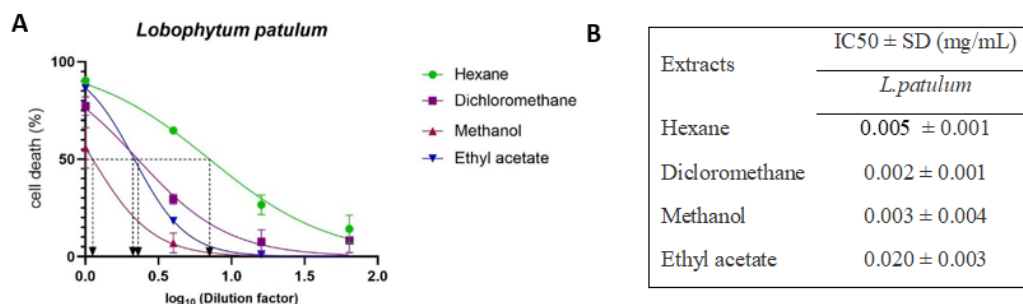 A
Lobophytum patulum
100
50
0
cell death (%)
0.0 0.5 1.0 1.5 2.0
log10 (Dilution factor)
Hexane
Dichloromethane
Methanol
Ethyl acetate
B
Extracts
IC50 ± SD (mg/mL)
L.patulum
Hexane 0.005 ± 0.001
Dicloromethane 0.002 ± 0.001
Methanol 0.003 ± 0.004
Ethyl acetate 0.020 ± 0.003